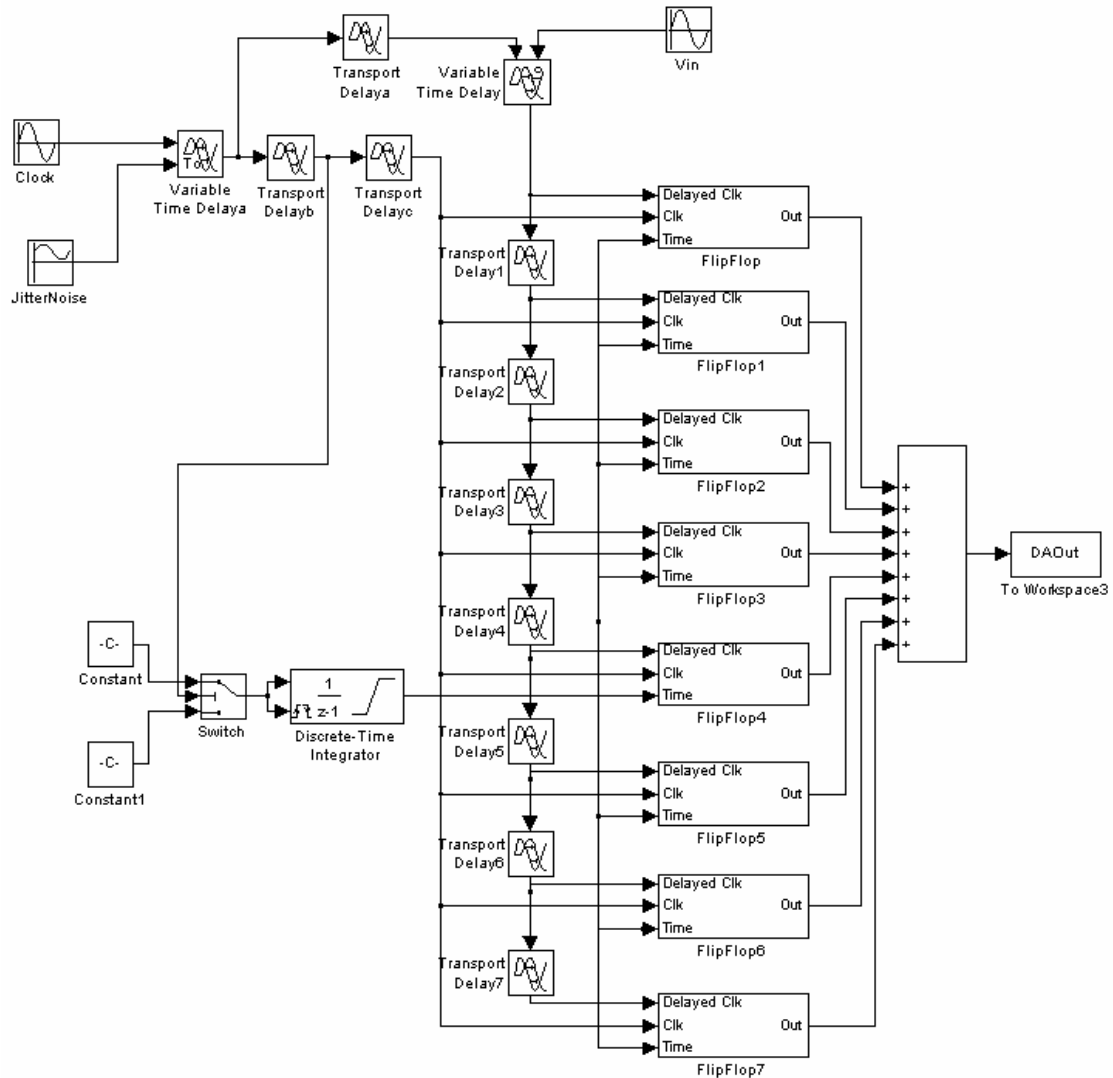 Transport
Delaya
Variable
Time Delay
Vin
Clock
To
Variable
Time Delaya
Transport
Delayb
Transport
Delayc
JitterNoise
Delayed Clk
Clk
Time
Out
FlipFlop
Transport
Delay1
Delayed Clk
Clk
Time
Out
FlipFlop1
Transport
Delay2
Delayed Clk
Clk
Time
Out
FlipFlop2
Transport
Delay3
Delayed Clk
Clk
Time
Out
FlipFlop3
Transport
Delay4
Delayed Clk
Clk
Time
Out
FlipFlop4
+
+
+
+
+
+
+
+
DAOut
To Workspace3
-C-
Constant
-C-
Constant1
Switch
1
z-1
Discrete-Time
Integrator
Transport
Delay5
Delayed Clk
Clk
Time
Out
FlipFlop5
Transport
Delay6
Delayed Clk
Clk
Time
Out
FlipFlop6
Transport
Delay7
Delayed Clk
Clk
Time
Out
FlipFlop7